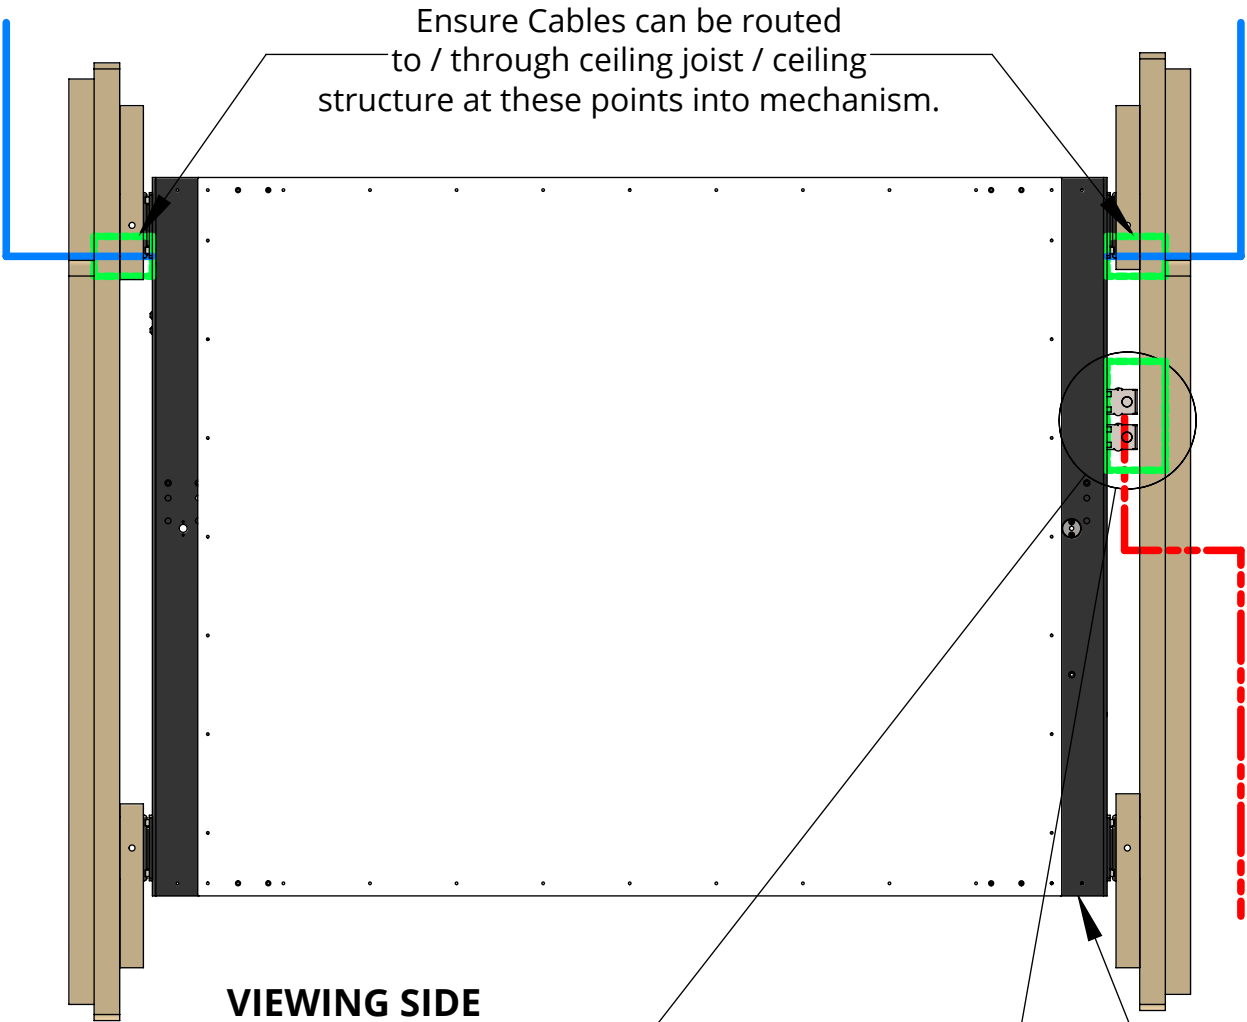 Ensure Cables can be routed
to / through ceiling joist / ceiling
structure at these points into mechanism.
VIEWING SIDE